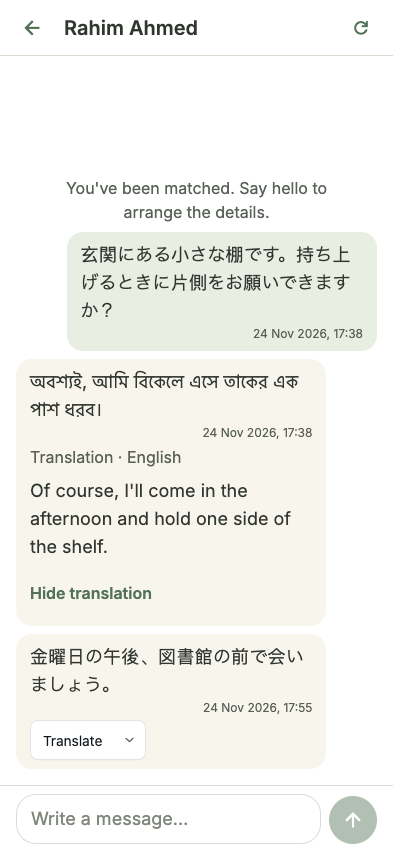 Rahim Ahmed
You've been matched. Say hello to
arrange the details.
玄関にある小さな棚です。持ち上
げるときに片側をお願いできます
か？
24 Nov 2026, 17:38
অবশ্যই, আমি বিকেলে এসে তাকের এক
পাশ ধরব।
24 Nov 2026, 17:38
Translation · English
Of course, I'll come in the
afternoon and hold one side of
the shelf.
Hide translation
金曜日の午後、図書館の前で会い
ましょう。
24 Nov 2026, 17:55
Translate
Write a message...